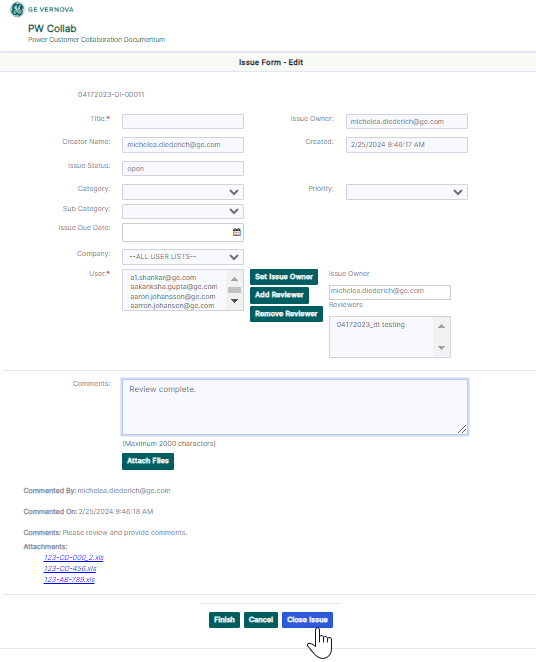 GE VERNOVA
PW Collab
Power Customer Collaboration Documentum
Issue Form - Edit
04172023-DI-00011
Title:*
Issue Owner: michelea.diederich@ge.com
Creator Name: michelea.diederich@ge.com
Created: 2/25/2024 9:46:17 AM
Issue Status: open
Category:
Priority:
Sub Category:
Issue Due Date:
Company: --ALL USER LISTS--
User:*
a1.shankar@ge.com
aakanksha.gupta@ge.com
aaron.johansson@ge.com
aarron.johansen@ge.com
Set Issue Owner
Add Reviewer
Remove Reviewer
Issue Owner
michelea.diederich@ge.com
Reviewers
04172023_dt testing
Comments: Review complete.
(Maximum 2000 characters)
Attach Files
Commented By: michelea.diederich@ge.com
Commented On: 2/25/2024 9:46:18 AM
Comments: Please review and provide comments.
Attachments:
123-CD-000_2.xls
123-CD-456.xls
123-AB-789.xls
Finish Cancel Close Issue